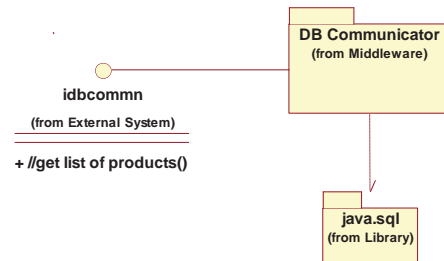 DB Communicator
(from Middleware)
idbcommn
(from External System)
+ //get list of products()
java.sql
(from Library)